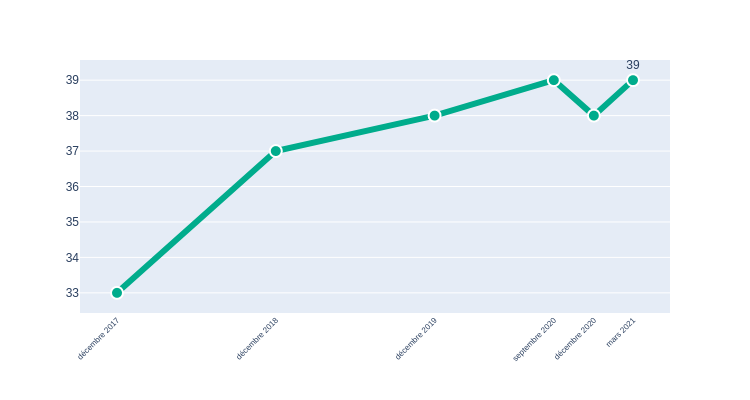 39
39
38
37
36
35
34
33
décembre 2017
décembre 2018
décembre 2019
septembre 2020
décembre 2020
mars 2021